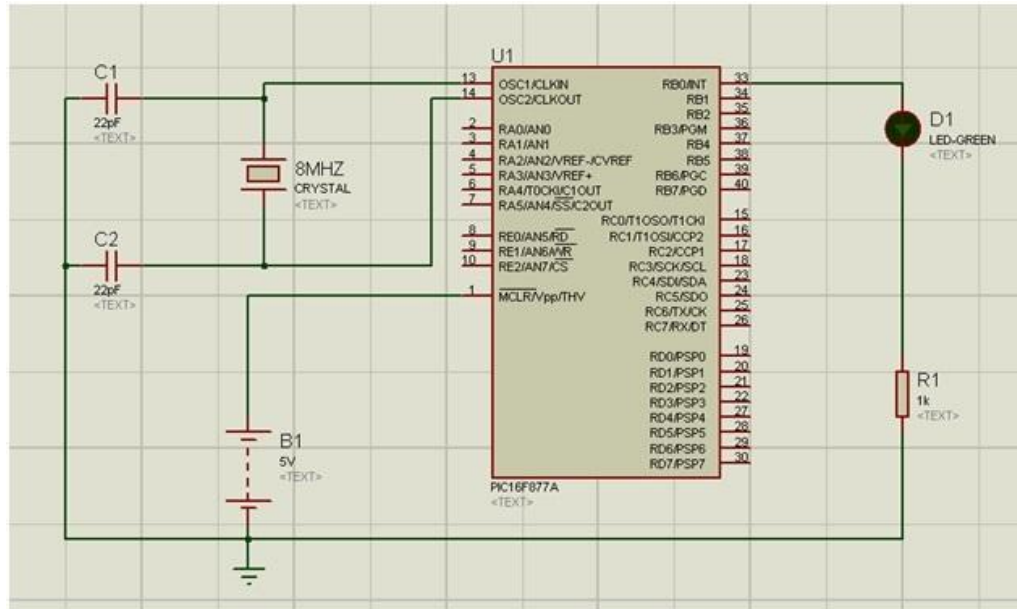 U1
C1
22pF
<TEXT>
8MHZ
CRYSTAL
<TEXT>
C2
22pF
<TEXT>
B1
5V
<TEXT>
13 OSC1/CLKIN
14 OSC2/CLKOUT
2 RA0/AN0
3 RA1/AN1
4 RA2/AN2/VREF-/CVREF
5 RA3/AN3/VREF+
6 RA4/T0CKI/C1OUT
7 RA5/AN4/SS/C2OUT
8 RE0/AN5/RD
9 RE1/AN6/WR
10 RE2/AN7/CS
1 MCLR/Vpp/THV
RB0/INT 33
RB1 34
RB2 35
RB3/PGM 36
RB4 37
RB5 38
RB6/PGC 39
RB7/PGD 40
RC0/T1OSO/T1CKI 15
RC1/T1OSI/CCP2 16
RC2/CCP1 17
RC3/SCK/SCL 18
RC4/SDI/SDA 23
RC5/SDO 24
RC6/TX/CK 25
RC7/RX/DT 26
RD0/PSP0 19
RD1/PSP1 20
RD2/PSP2 21
RD3/PSP3 22
RD4/PSP4 27
RD5/PSP5 28
RD6/PSP6 29
RD7/PSP7 30
PIC16F877A
<TEXT>
D1
LED-GREEN
<TEXT>
R1
1k
<TEXT>